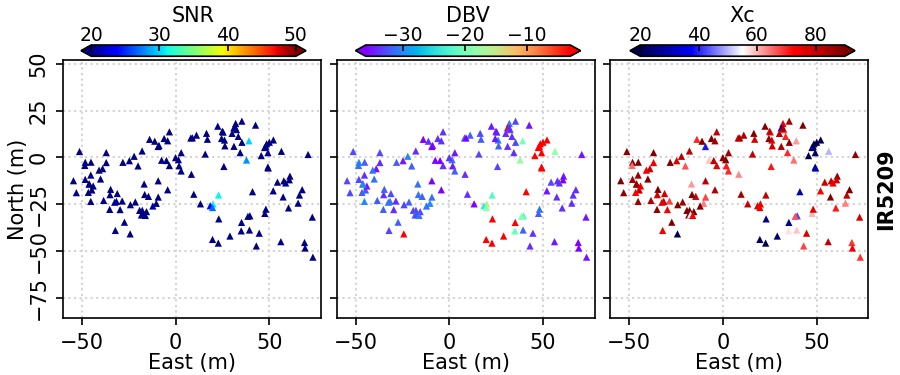 SNR DBV Xc
20 30 40 50 −30 −20 −10 20 40 60 80
50
25
0
−25
−50
−75
North (m)
IR5209
−50 0 50 −50 0 50 −50 0 50
East (m) East (m) East (m)